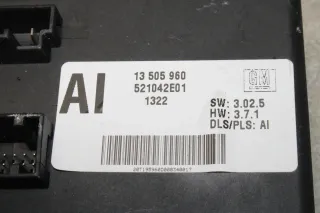 AI
13 505 960
521042E01
1322
GM
SW: 3.02.5
HW: 3.7.1
DLS/PLS: AI